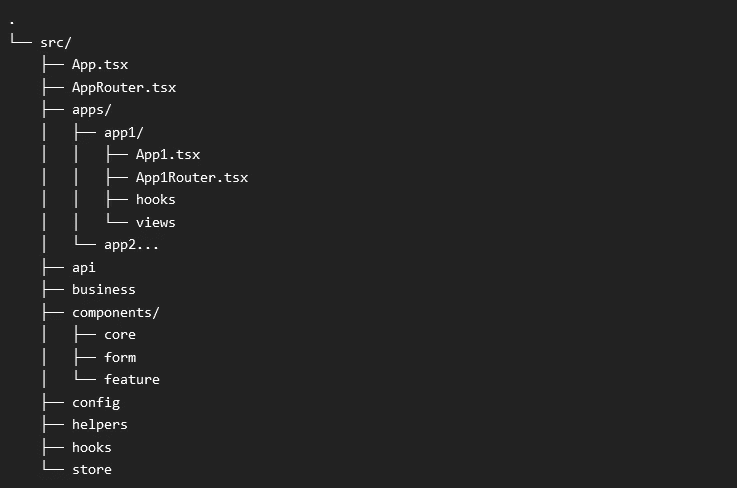 .
└── src/
    ├── App.tsx
    ├── AppRouter.tsx
    ├── apps/
    │   ├── app1/
    │   │   ├── App1.tsx
    │   │   ├── App1Router.tsx
    │   │   ├── hooks
    │   │   └── views
    │   └── app2...
    ├── api
    ├── business
    ├── components/
    │   ├── core
    │   ├── form
    │   └── feature
    ├── config
    ├── helpers
    ├── hooks
    └── store